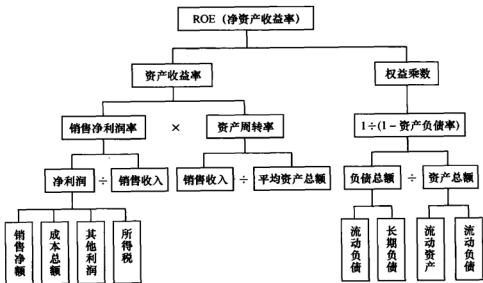 ROE（净资产收益率）
资产收益率
权益乘数
销售净利润率 × 资产周转率
1÷(1-资产负债率)
净利润 ÷ 销售收入
销售收入 ÷ 平均资产总额
负债总额 ÷ 资产总额
销售净额
成本总额
其他利润
所得税
流动负债
长期负债
流动资产
流动负债